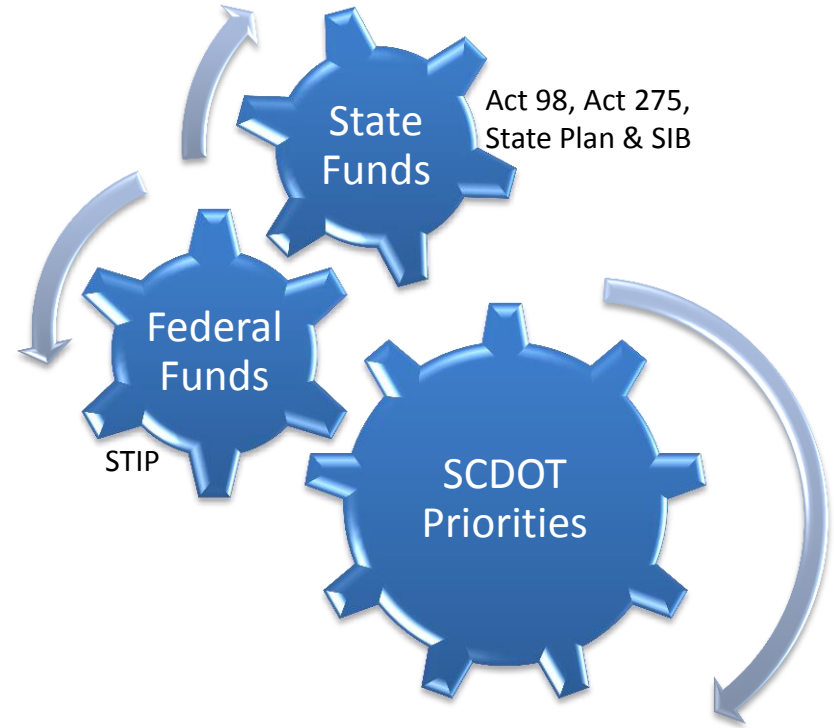 State
Funds
Act 98, Act 275,
State Plan & SIB
Federal
Funds
STIP
SCDOT
Priorities